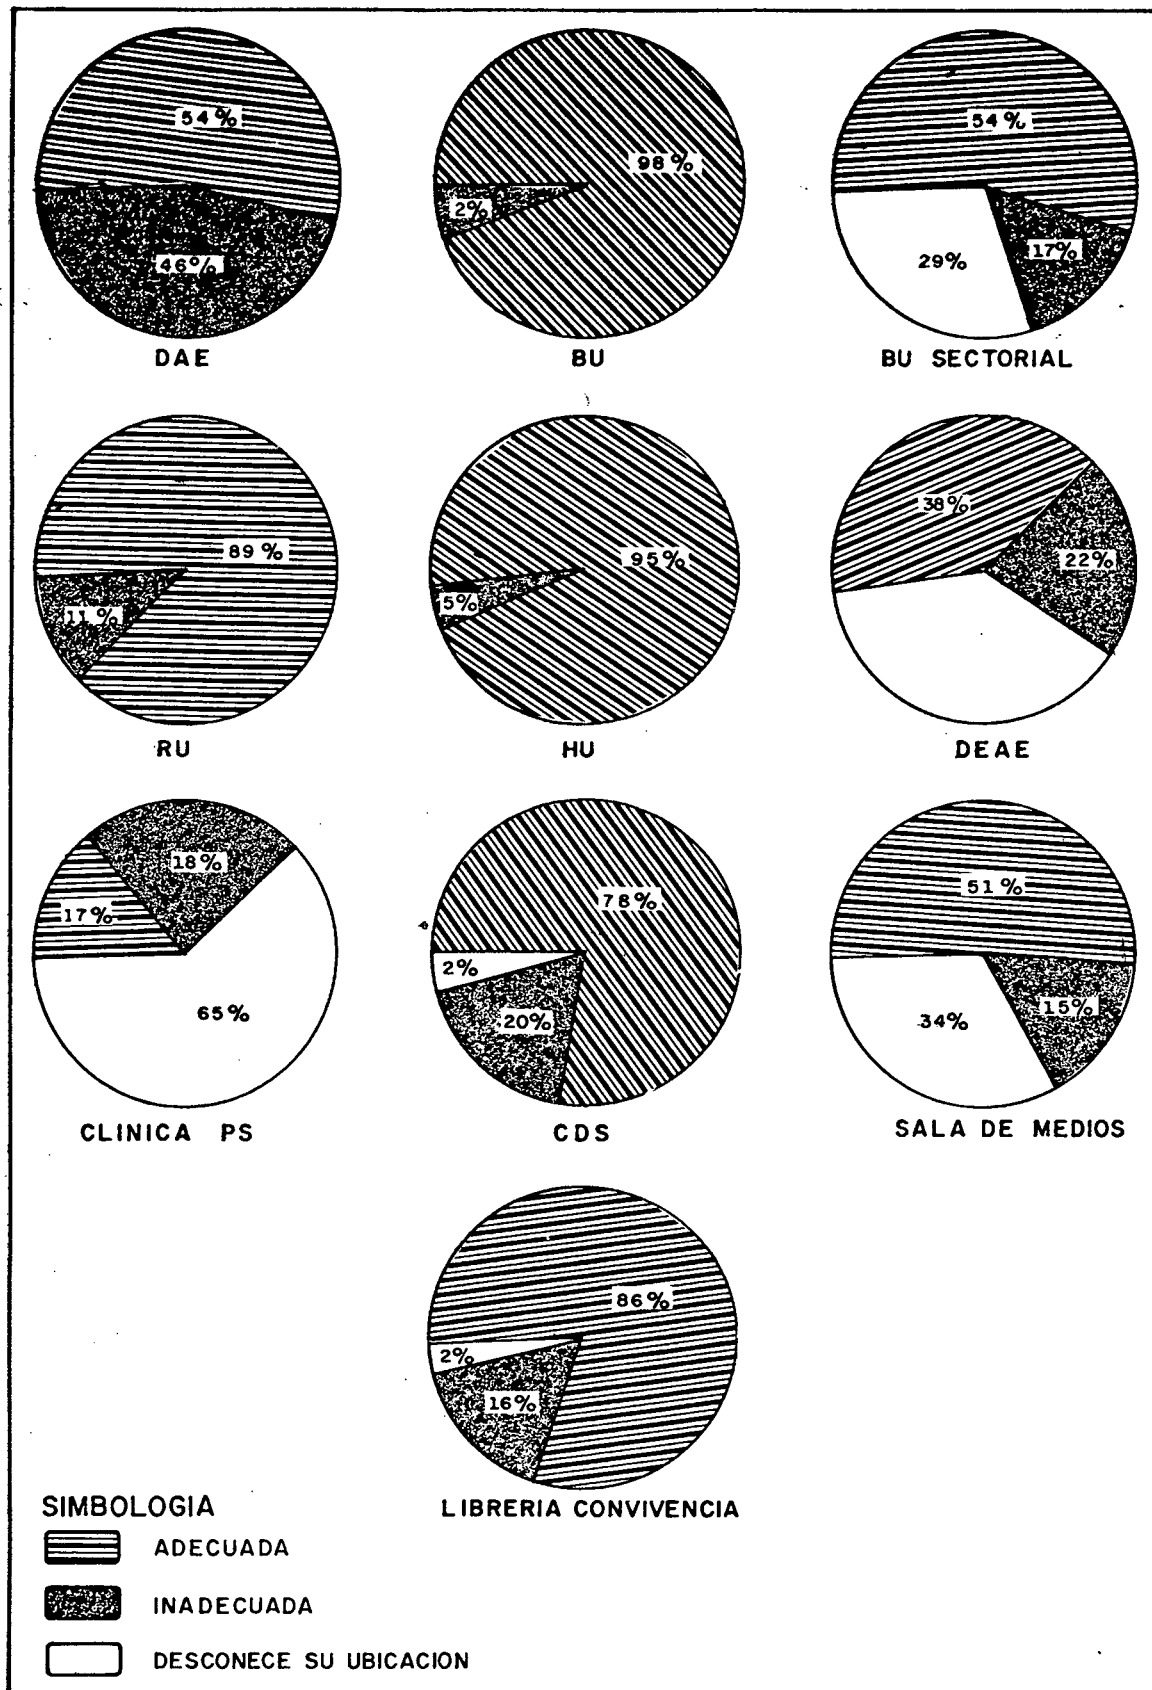 54%
46%
DAE
98%
2%
BU
54%
29%
17%
BU SECTORIAL
89%
11%
RU
95%
5%
HU
38%
22%
DEAE
18%
17%
65%
CLINICA PS
78%
2%
20%
CDS
51%
34%
15%
SALA DE MEDIOS
86%
2%
16%
LIBRERIA CONVIVENCIA
SIMBOLOGIA
ADECUADA
INADECUADA
DESCONECE SU UBICACION